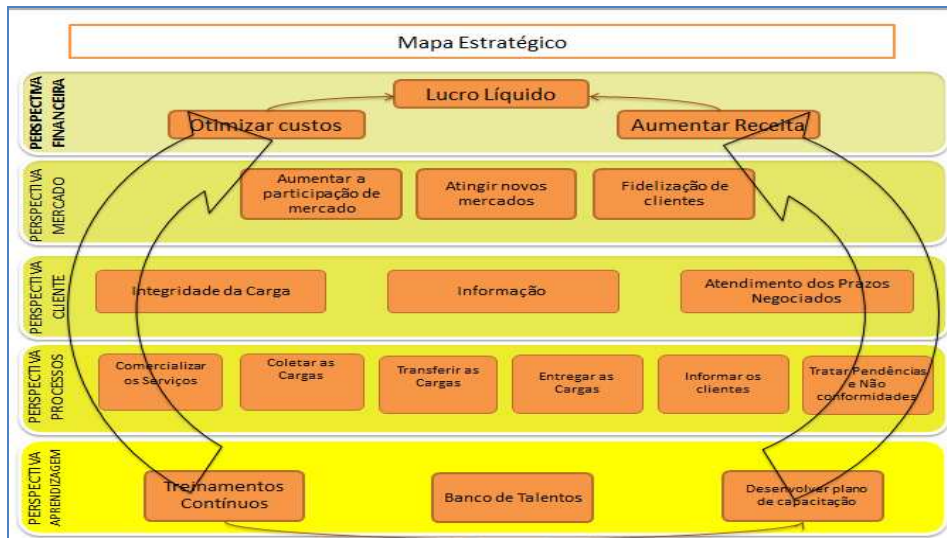 Mapa Estratégico
PERSPECTIVA
FINANCEIRA
Lucro Líquido
Otimizar custos
Aumentar Receita
PERSPECTIVA
MERCADO
Aumentar a
participação de
mercado
Atingir novos
mercados
Fidelização de
clientes
PERSPECTIVA
CLIENTE
Integridade da Carga
Informação
Atendimento dos Prazos
Negociados
PERSPECTIVA
PROCESSOS
Comercializar
os Serviços
Coletar as
Cargas
Transferir as
Cargas
Entregar as
Cargas
Informar os
clientes
Tratar Pendências
e Não
conformidades
PERSPECTIVA
APRENDIZAGEM
Treinamentos
Contínuos
Banco de Talentos
Desenvolver plano
de capacitação